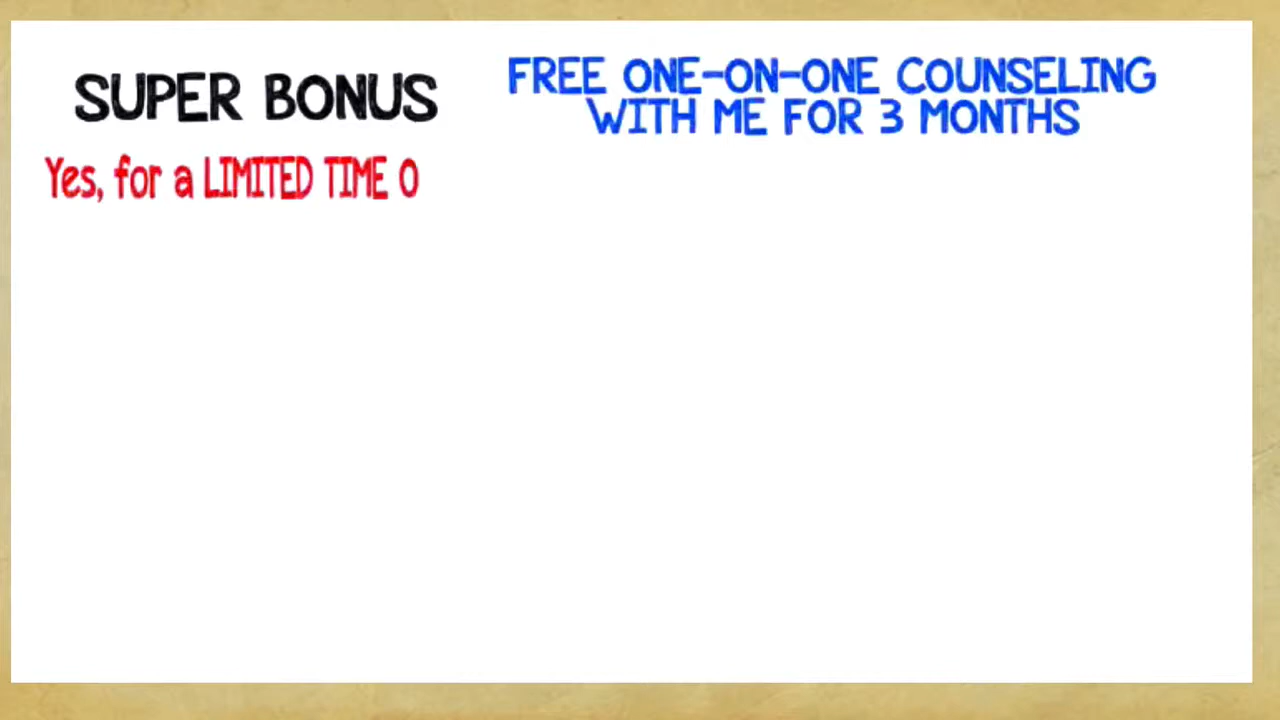 SUPER BONUS
Yes, for a LIMITED TIME O
FREE ONE-ON-ONE COUNSELING
WITH ME FOR 3 MONTHS